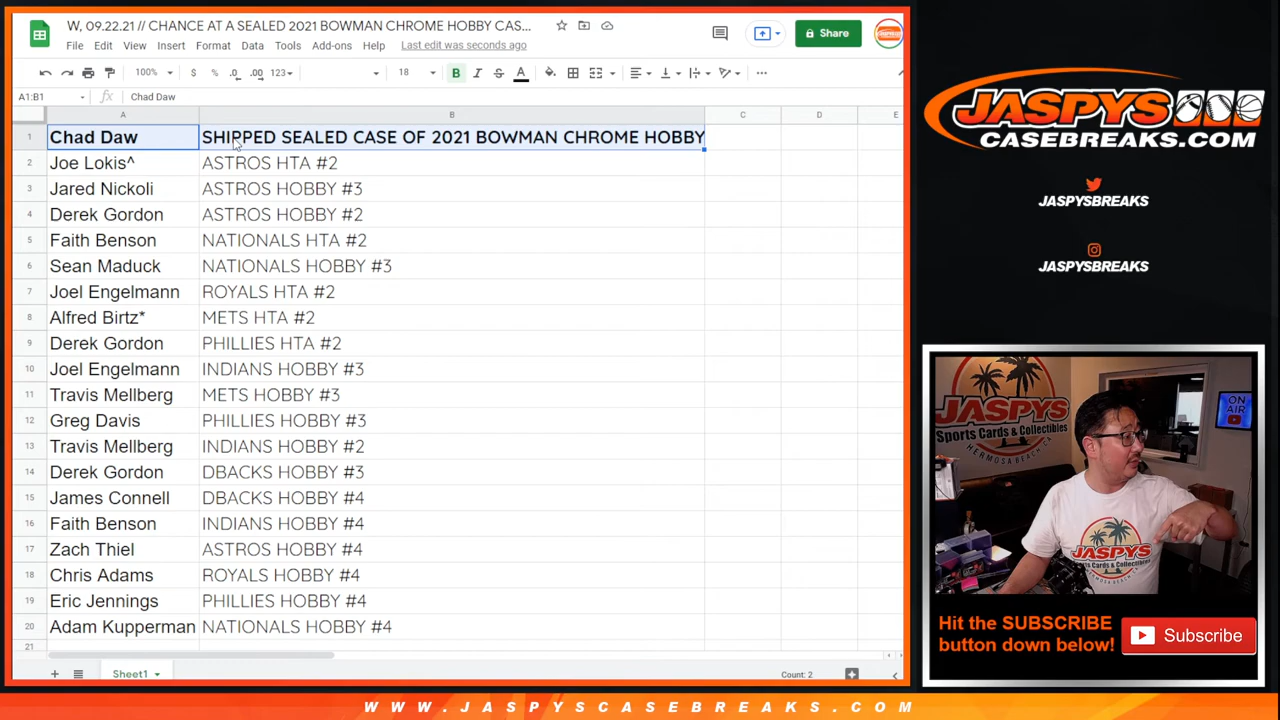 W, 09.22.21 // CHANCE AT A SEALED 2021 BOWMAN CHROME HOBBY CAS...
File Edit View Insert Format Data Tools Add-ons Help Last edit was seconds ago
Share
100% $ % .0 .00 123 18 B I A
A1:B1 fx Chad Daw
A B C D E
1 Chad Daw SHIPPED SEALED CASE OF 2021 BOWMAN CHROME HOBBY
2 Joe Lokis^ ASTROS HTA #2
3 Jared Nickoli ASTROS HOBBY #3
4 Derek Gordon ASTROS HOBBY #2
5 Faith Benson NATIONALS HTA #2
6 Sean Maduck NATIONALS HOBBY #3
7 Joel Engelmann ROYALS HTA #2
8 Alfred Birtz* METS HTA #2
9 Derek Gordon PHILLIES HTA #2
10 Joel Engelmann INDIANS HOBBY #3
11 Travis Mellberg METS HOBBY #3
12 Greg Davis PHILLIES HOBBY #3
13 Travis Mellberg INDIANS HOBBY #2
14 Derek Gordon DBACKS HOBBY #3
15 James Connell DBACKS HOBBY #4
16 Faith Benson INDIANS HOBBY #4
17 Zach Thiel ASTROS HOBBY #4
18 Chris Adams ROYALS HOBBY #4
19 Eric Jennings PHILLIES HOBBY #4
20 Adam Kupperman NATIONALS HOBBY #4
21
Sheet1 Count: 2
JASPYS
CASEBREAKS.COM
JASPYSBREAKS
JASPYSBREAKS
JASPYS
Sports Cards & Collectibles
HERMOSA BEACH, CA
ON AIR
JASPYS
Sports Cards & Collectibles
Hit the SUBSCRIBE
button down below!
Subscribe
WWW.JASPYSCASEBREAKS.COM